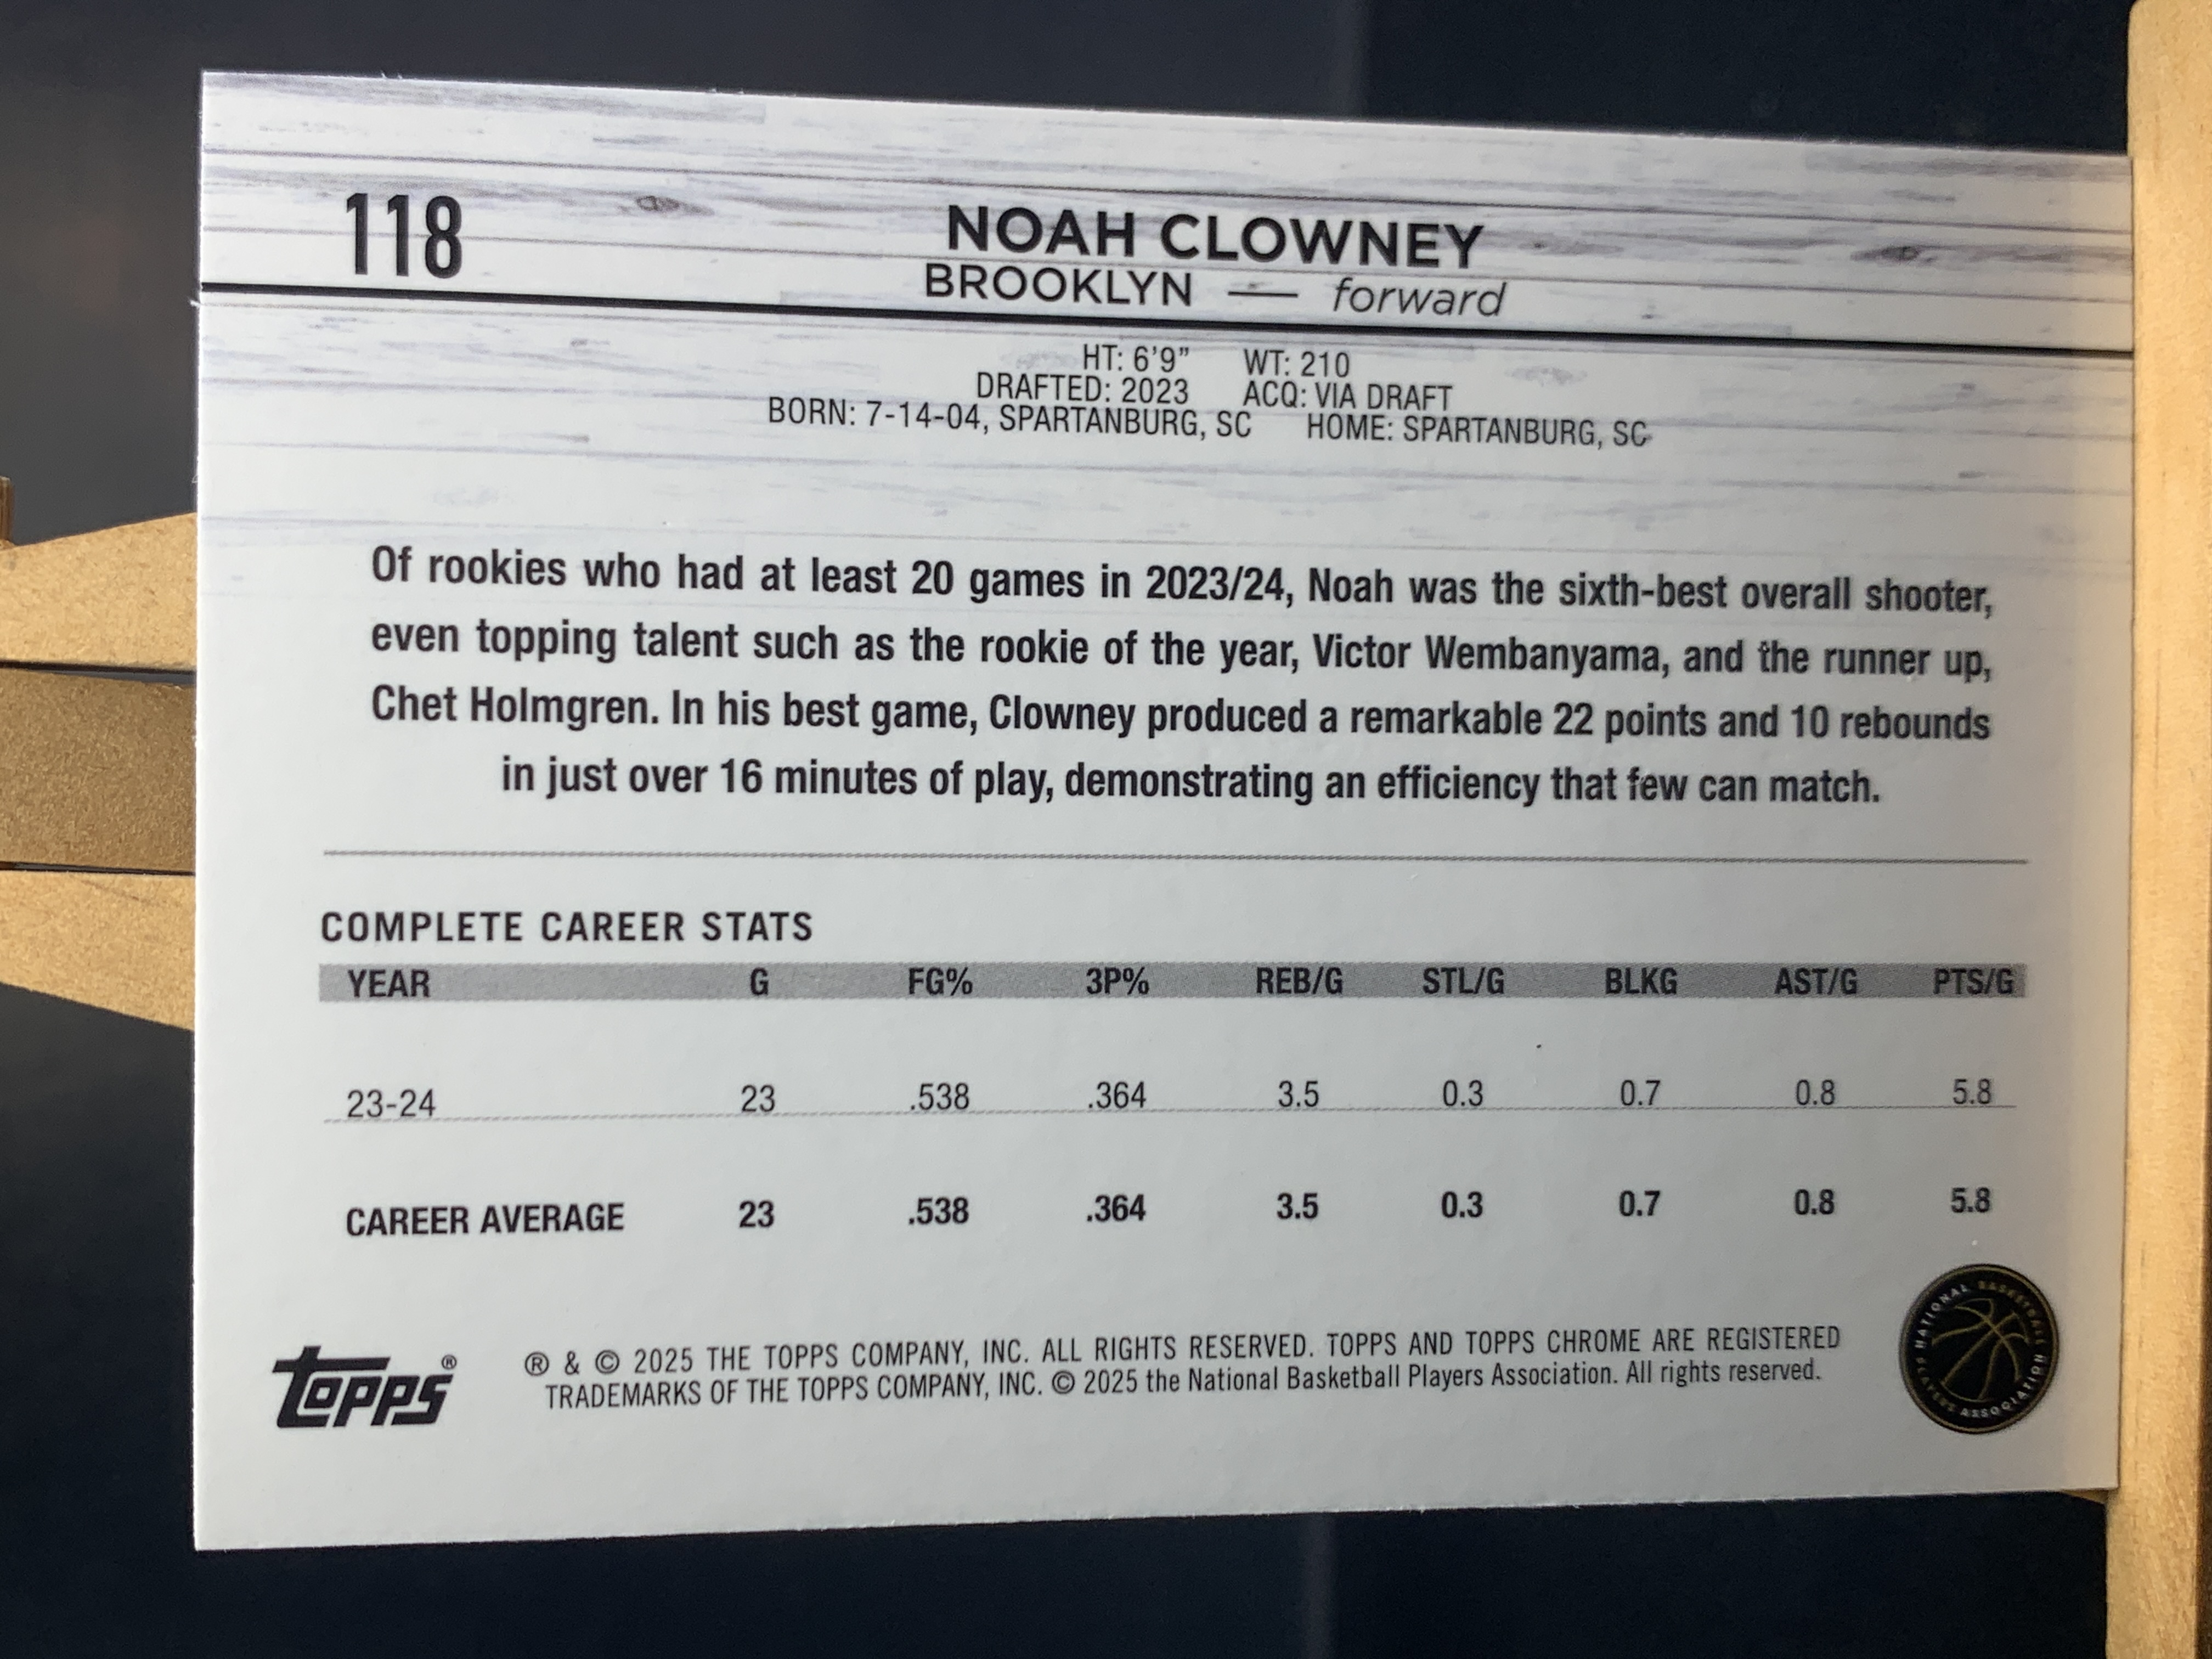 118
NOAH CLOWNEY
BROOKLYN — forward
HT: 6'9" WT: 210
DRAFTED: 2023 ACQ: VIA DRAFT
BORN: 7-14-04, SPARTANBURG, SC HOME: SPARTANBURG, SC
Of rookies who had at least 20 games in 2023/24, Noah was the sixth-best overall shooter,
even topping talent such as the rookie of the year, Victor Wembanyama, and the runner up,
Chet Holmgren. In his best game, Clowney produced a remarkable 22 points and 10 rebounds
in just over 16 minutes of play, demonstrating an efficiency that few can match.
COMPLETE CAREER STATS
YEAR G FG% 3P% REB/G STL/G BLKG AST/G PTS/G
23-24 23 .538 .364 3.5 0.3 0.7 0.8 5.8
CAREER AVERAGE 23 .538 .364 3.5 0.3 0.7 0.8 5.8
TOPPS®
® & © 2025 THE TOPPS COMPANY, INC. ALL RIGHTS RESERVED. TOPPS AND TOPPS CHROME ARE REGISTERED
TRADEMARKS OF THE TOPPS COMPANY, INC. © 2025 the National Basketball Players Association. All rights reserved.
NATIONAL BASKETBALL PLAYERS ASSOCIATION